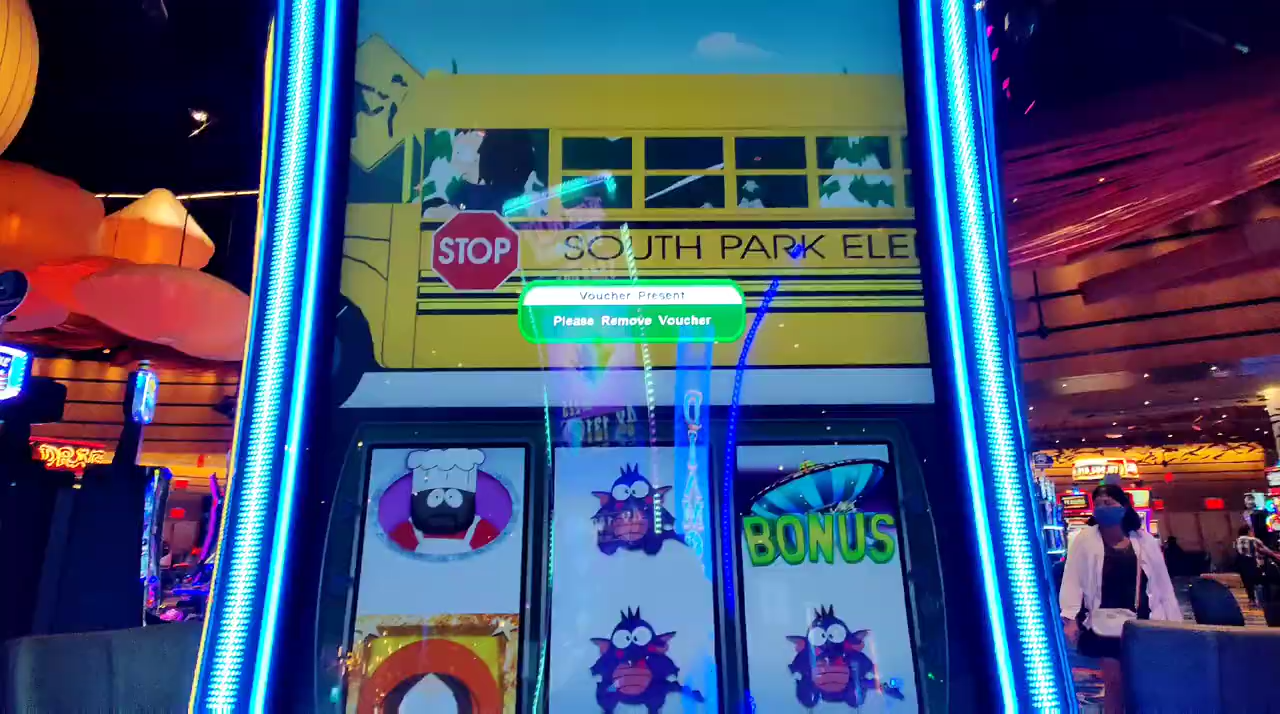 STOP
SOUTH PARK ELE
Voucher Present
Please Remove Voucher
BONUS